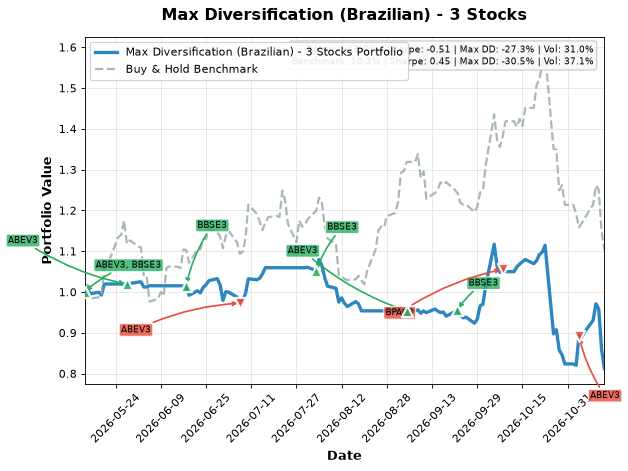 Max Diversification (Brazilian) - 3 Stocks
Max Diversification (Brazilian) - 3 Stocks Portfolio
Buy & Hold Benchmark
-0.51 | Max DD: -27.3% | Vol: 31.0%
Benchmark: 10.3% | Sharpe: 0.45 | Max DD: -30.5% | Vol: 37.1%
Portfolio Value
1.6
1.5
1.4
1.3
1.2
1.1
1.0
0.9
0.8
ABEV3
ABEV3, BBSE3
BBSE3
ABEV3
BBSE3
ABEV3
BBSE3
ABEV3
2026-05-24
2026-06-09
2026-06-25
2026-07-11
2026-07-27
2026-08-12
2026-08-28
2026-09-13
2026-09-29
2026-10-15
2026-10-31
Date